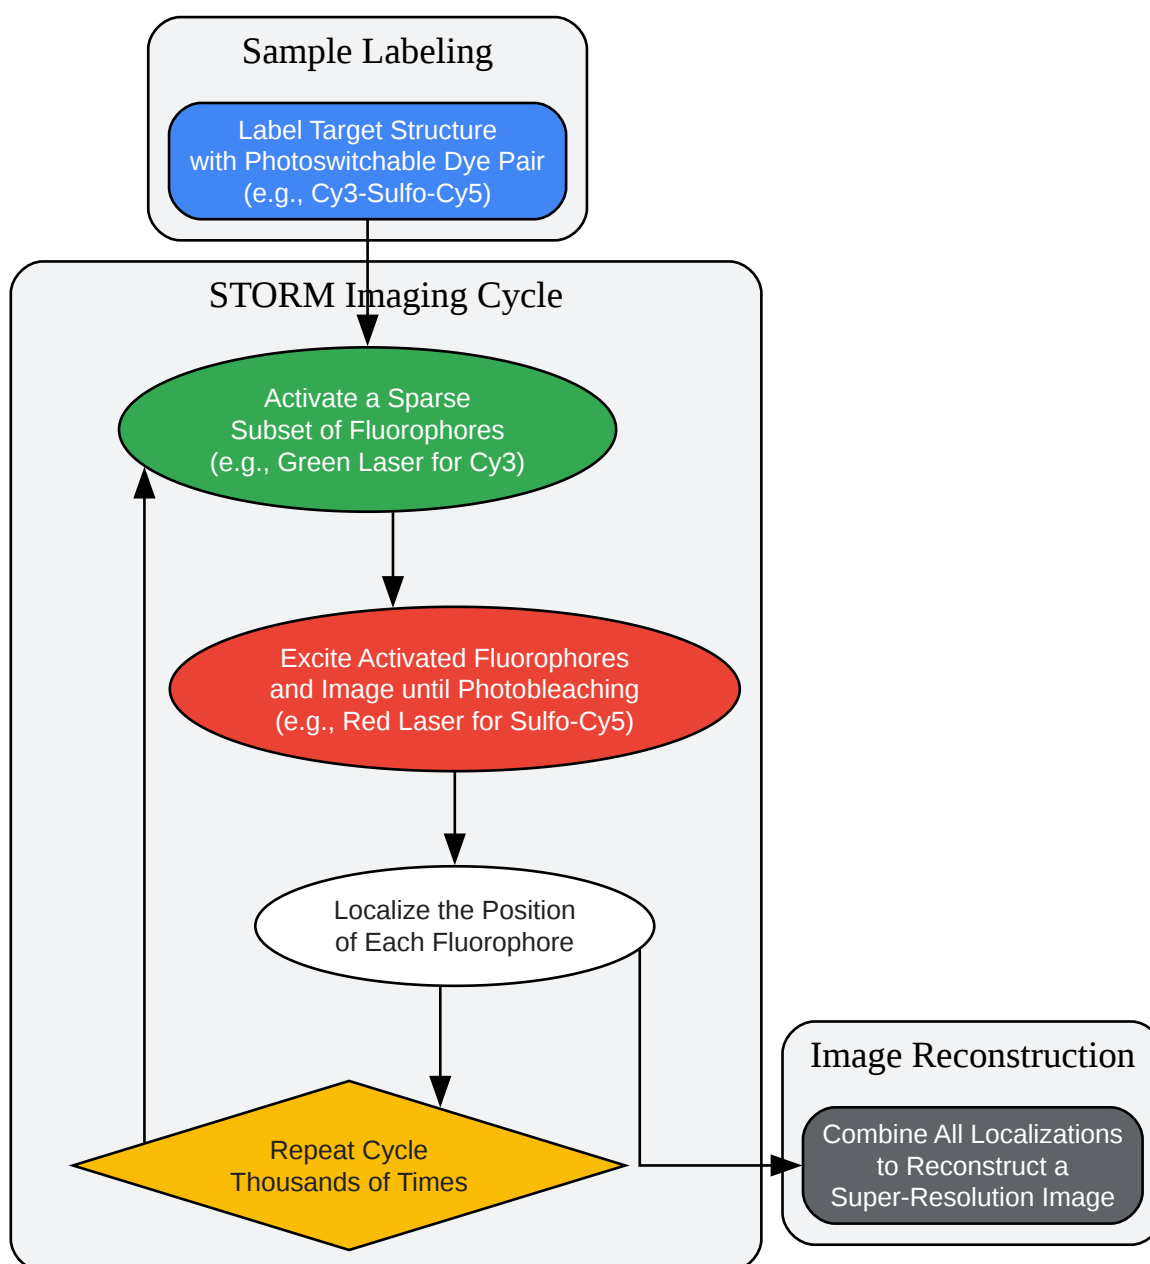 Sample Labeling
Label Target Structure
with Photoswitchable Dye Pair
(e.g., Cy3-Sulfo-Cy5)
STORM Imaging Cycle
Activate a Sparse
Subset of Fluorophores
(e.g., Green Laser for Cy3)
Excite Activated Fluorophores
and Image until Photobleaching
(e.g., Red Laser for Sulfo-Cy5)
Localize the Position
of Each Fluorophore
Repeat Cycle
Thousands of Times
Image Reconstruction
Combine All Localizations
to Reconstruct a
Super-Resolution Image